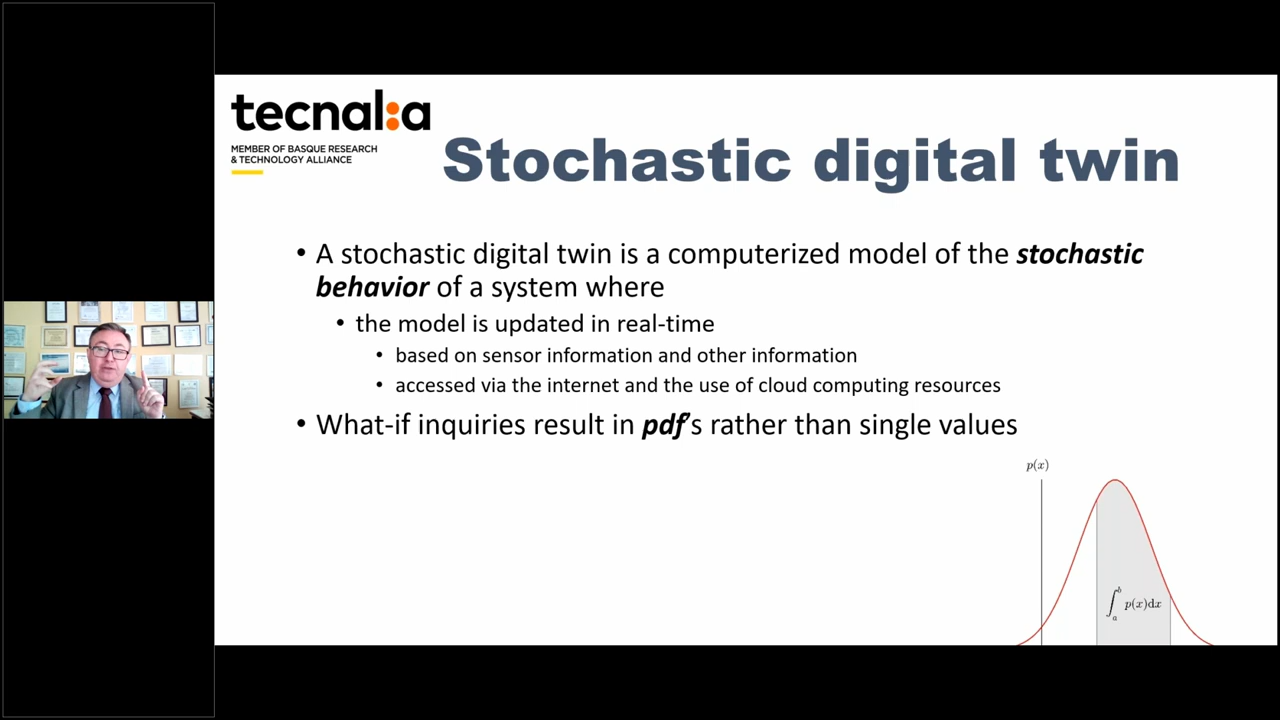 tecnal:a
MEMBER OF BASQUE RESEARCH
& TECHNOLOGY ALLIANCE
Stochastic digital twin
• A stochastic digital twin is a computerized model of the stochastic
behavior of a system where
• the model is updated in real-time
• based on sensor information and other information
• accessed via the internet and the use of cloud computing resources
• What-if inquiries result in pdf's rather than single values
p(x)
∫ₐᵇ p(x)dx